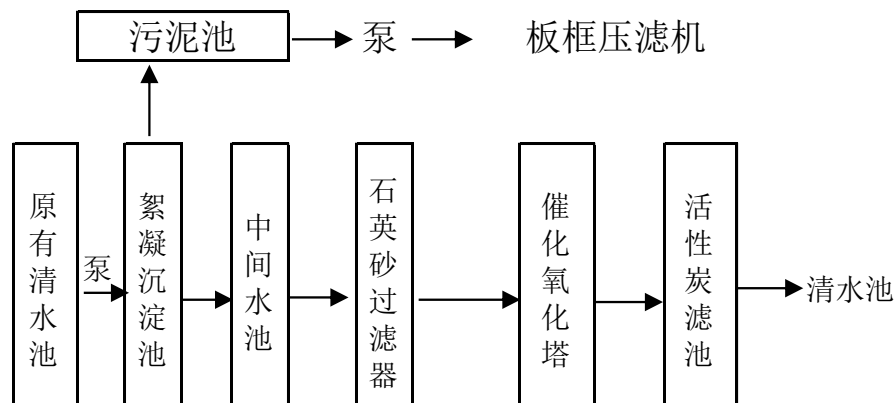 污泥池
泵
板框压滤机
原有清水池
泵
絮凝沉淀池
中间水池
石英砂过滤器
催化氧化塔
活性炭滤池
清水池